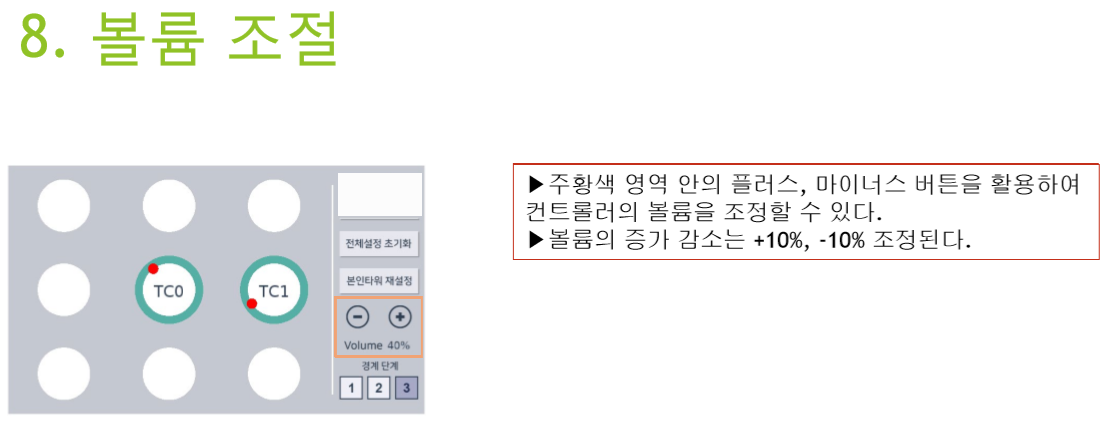 8. 볼륨 조절
▶주황색 영역 안의 플러스, 마이너스 버튼을 활용하여
컨트롤러의 볼륨을 조정할 수 있다.
▶볼륨의 증가 감소는 +10%, -10% 조정된다.
전체설정 초기화
본인타워 재설정
TC0
TC1
Volume 40%
경계 단계
1 2 3